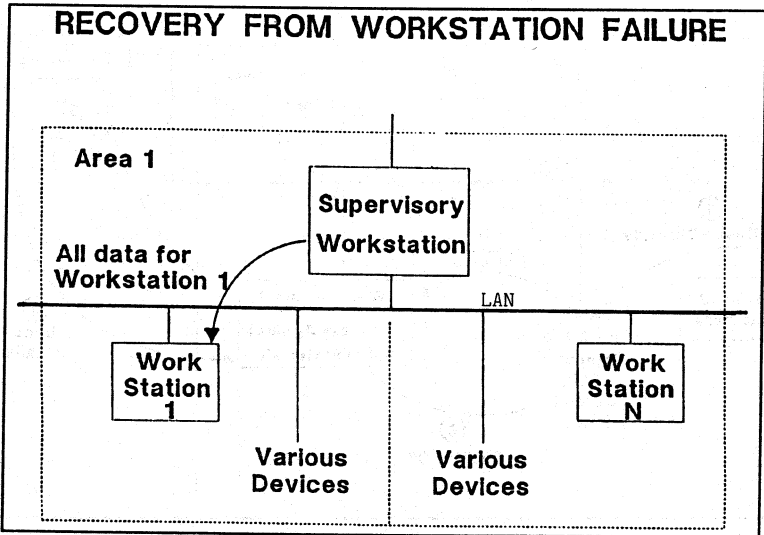 RECOVERY FROM WORKSTATION FAILURE
Area 1
Supervisory
Workstation
All data for
Workstation 1
LAN
Work
Station
1
Work
Station
N
Various
Devices
Various
Devices